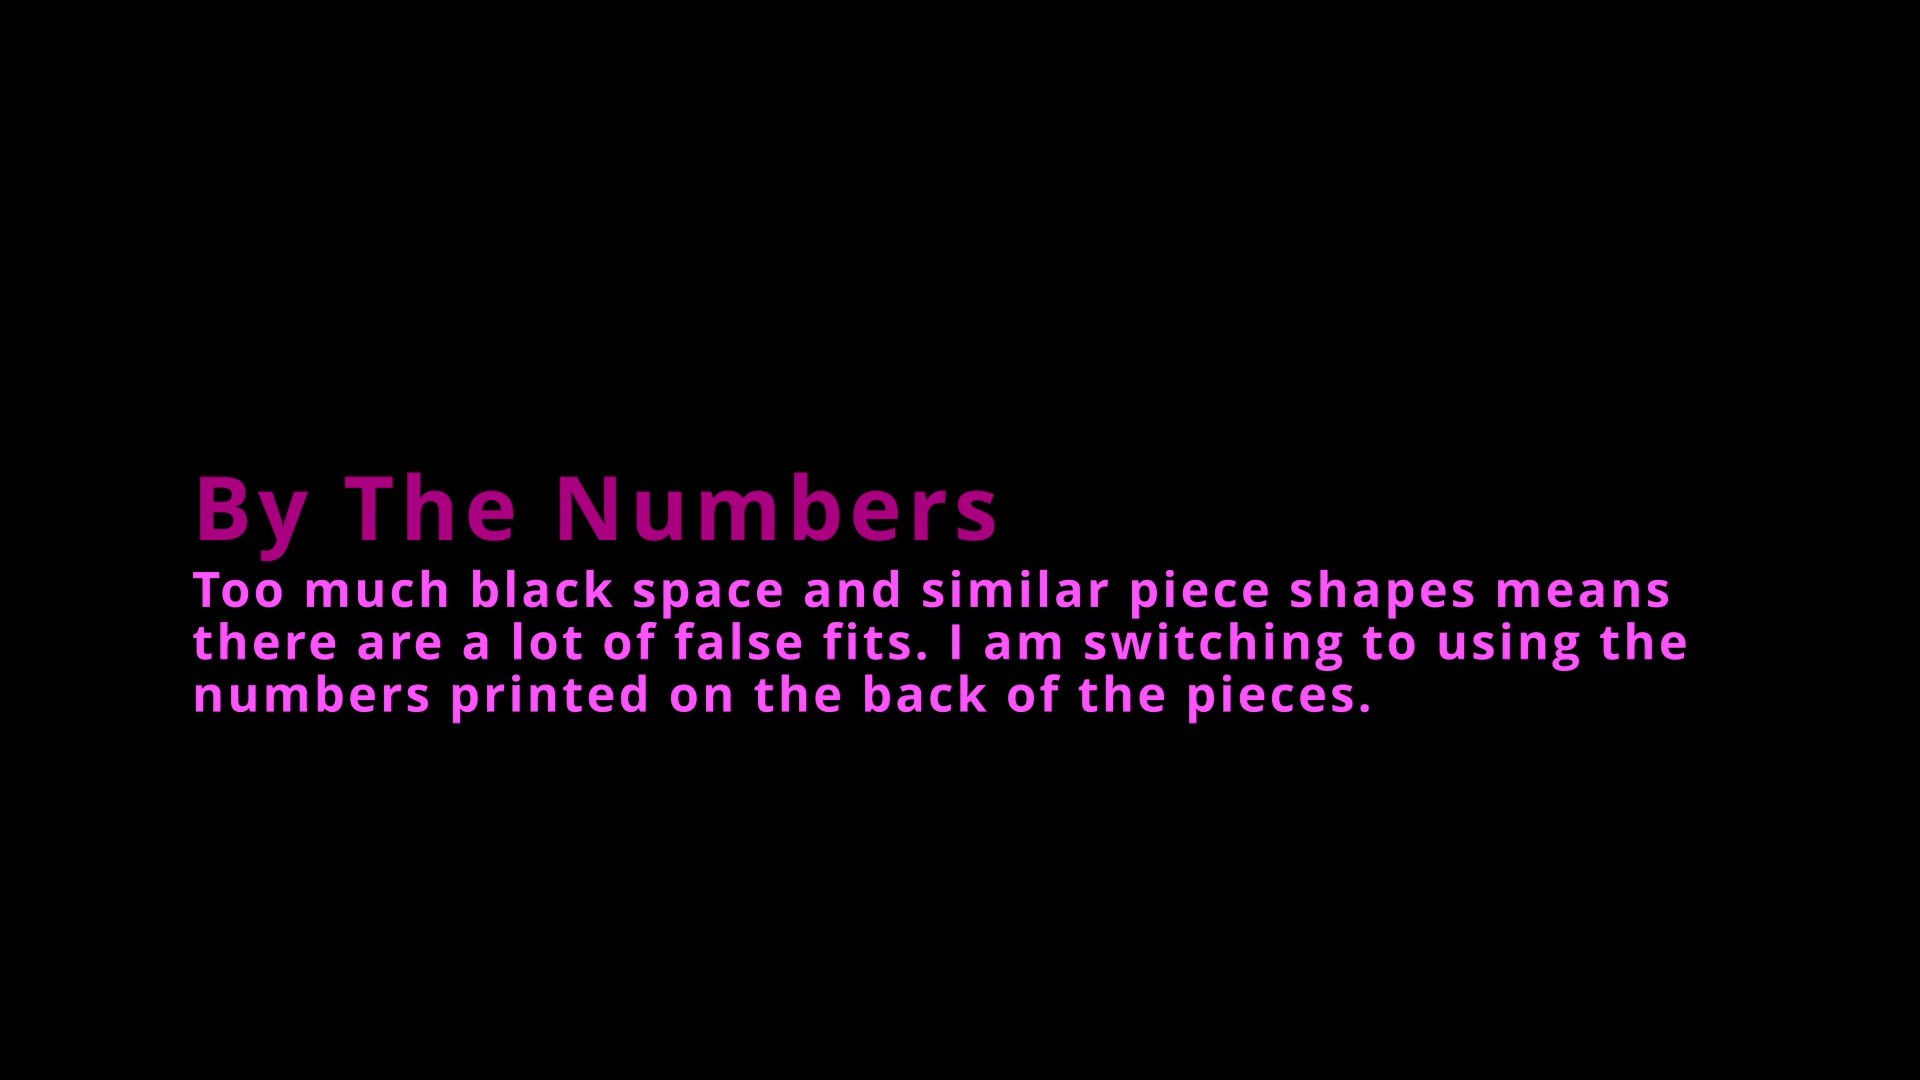 By The Numbers
Too much black space and similar piece shapes means
there are a lot of false fits. I am switching to using the
numbers printed on the back of the pieces.